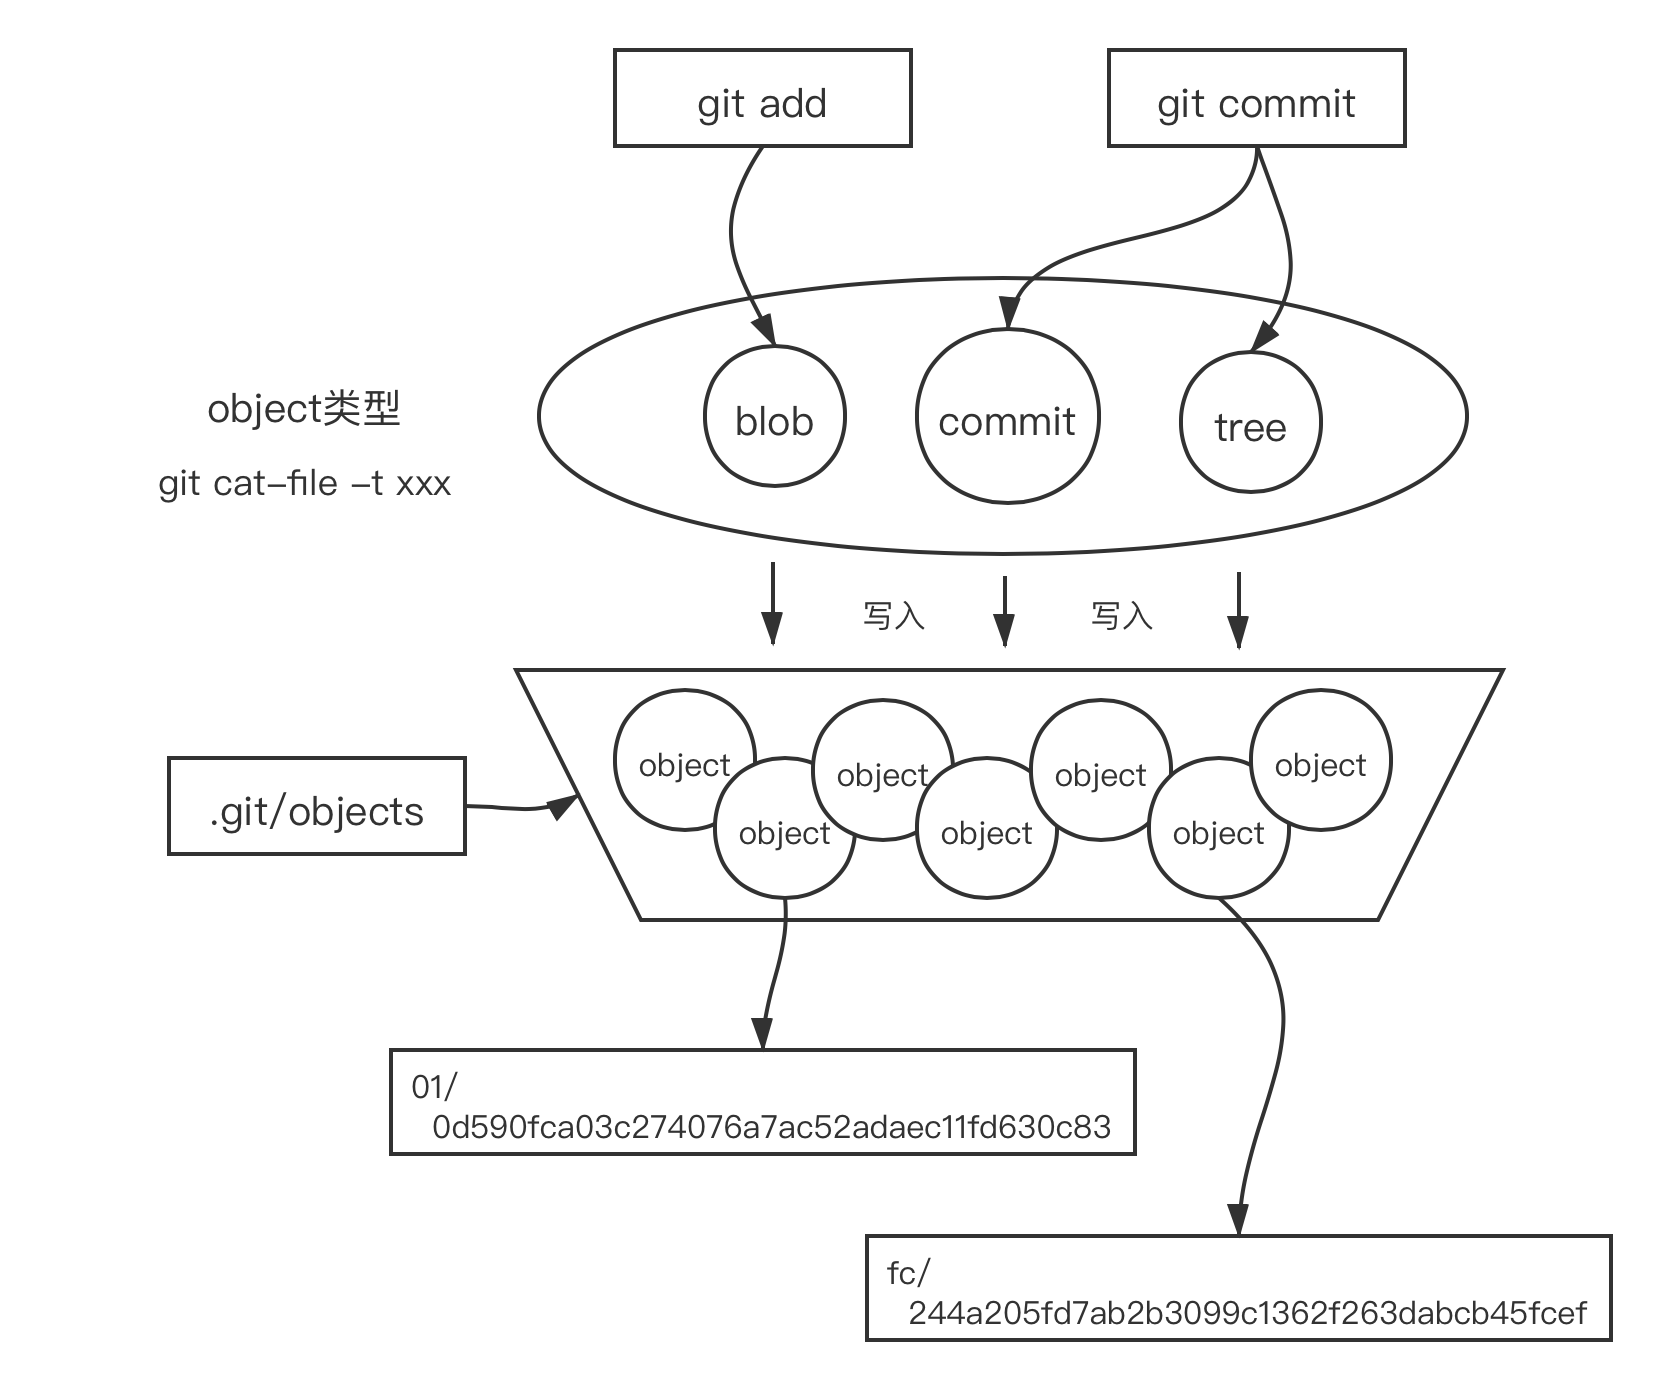 git add
git commit
object类型
git cat-file -t xxx
blob
commit
tree
写入
写入
.git/objects
object
object
object
object
object
object
object
01/
0d590fca03c274076a7ac52adaec11fd630c83
fc/
244a205fd7ab2b3099c1362f263dabcb45fcef